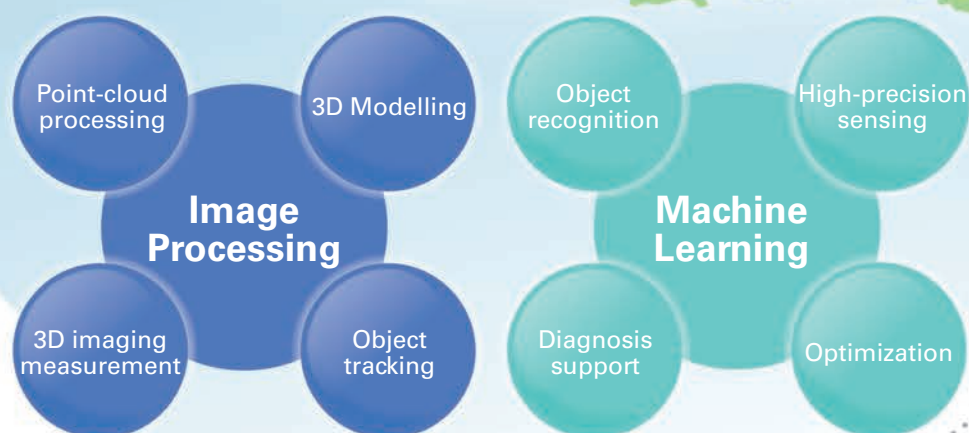 Point-cloud
processing
3D Modelling
Image
Processing
3D imaging
measurement
Object
tracking
Object
recognition
High-precision
sensing
Machine
Learning
Diagnosis
support
Optimization